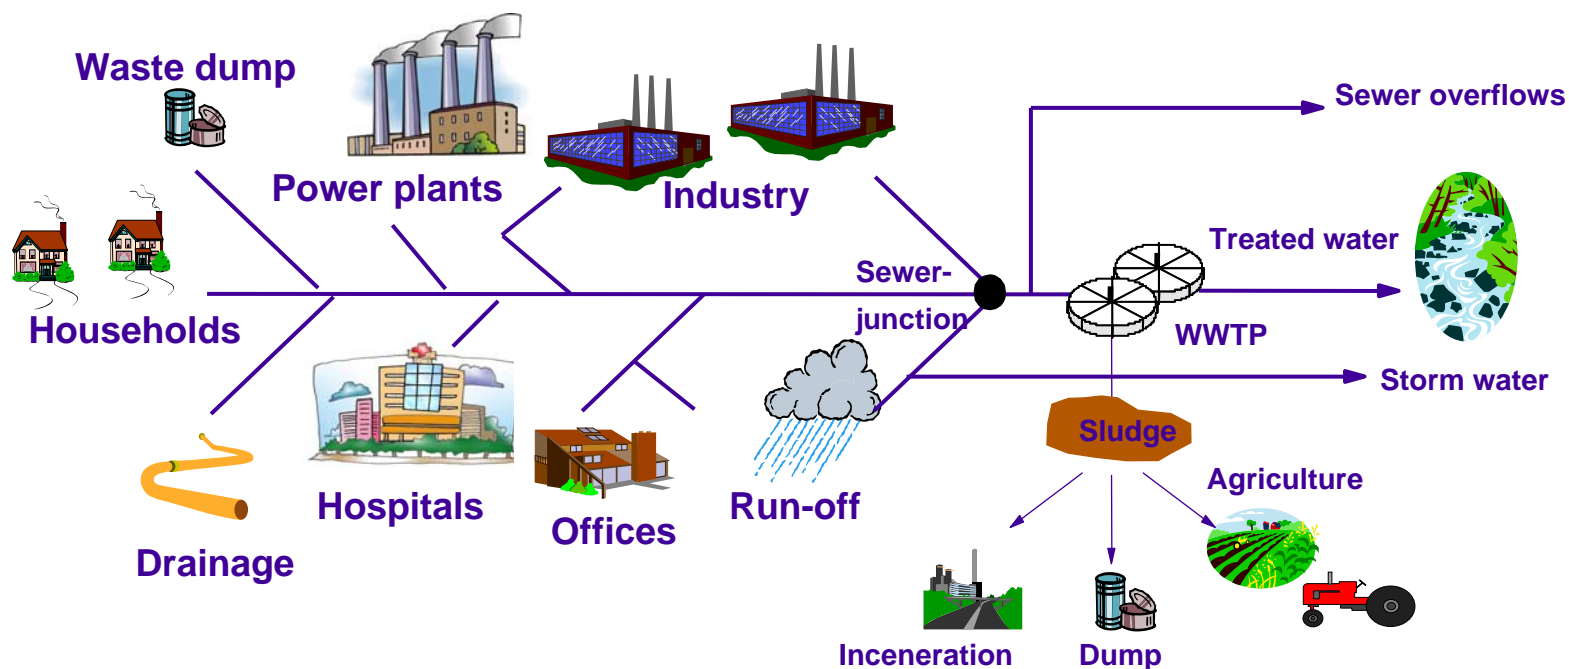 Waste dump
Power plants
Industry
Sewer overflows
Households
Sewer-
junction
Treated water
WWTP
Storm water
Sludge
Drainage
Hospitals
Offices
Run-off
Agriculture
Inceneration
Dump